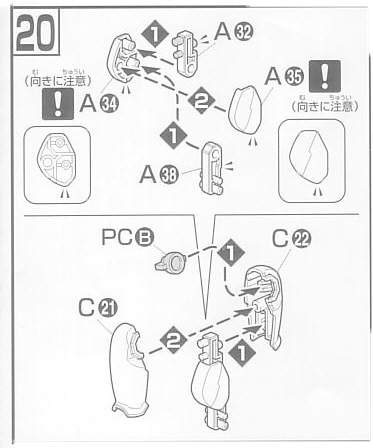 20
1
A32
むき ちゅうい
(向きに注意)
! A34
2
A35 !
むき ちゅうい
(向きに注意)
1
A38
PCB
1
C22
C21
2
1